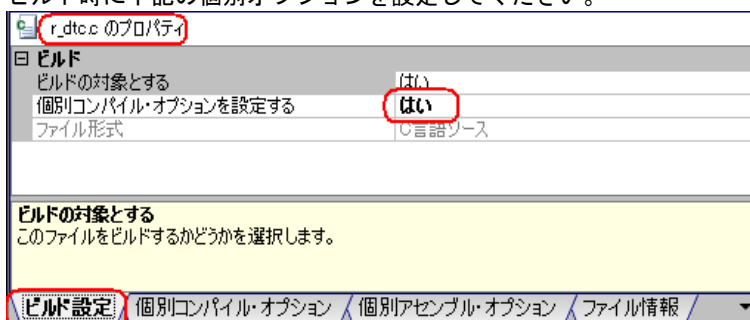 ビルド時に下記の個別オプションを設定してください。
r_dtc.c のプロパティ
ビルド
ビルドの対象とする はい
個別コンパイル・オプションを設定する はい
ファイル形式 C言語ソース
ビルドの対象とする
このファイルをビルドするかどうかを選択します。
ビルド設定 個別コンパイル・オプション 個別アセンブル・オプション ファイル情報